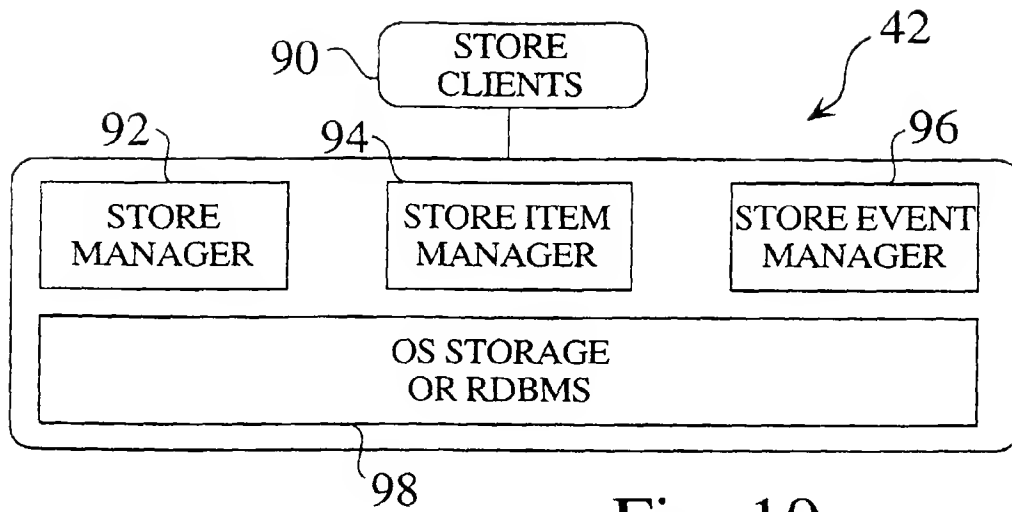 42
90
STORE
CLIENTS
92
94
96
STORE
MANAGER
STORE ITEM
MANAGER
STORE EVENT
MANAGER
OS STORAGE
OR RDBMS
98